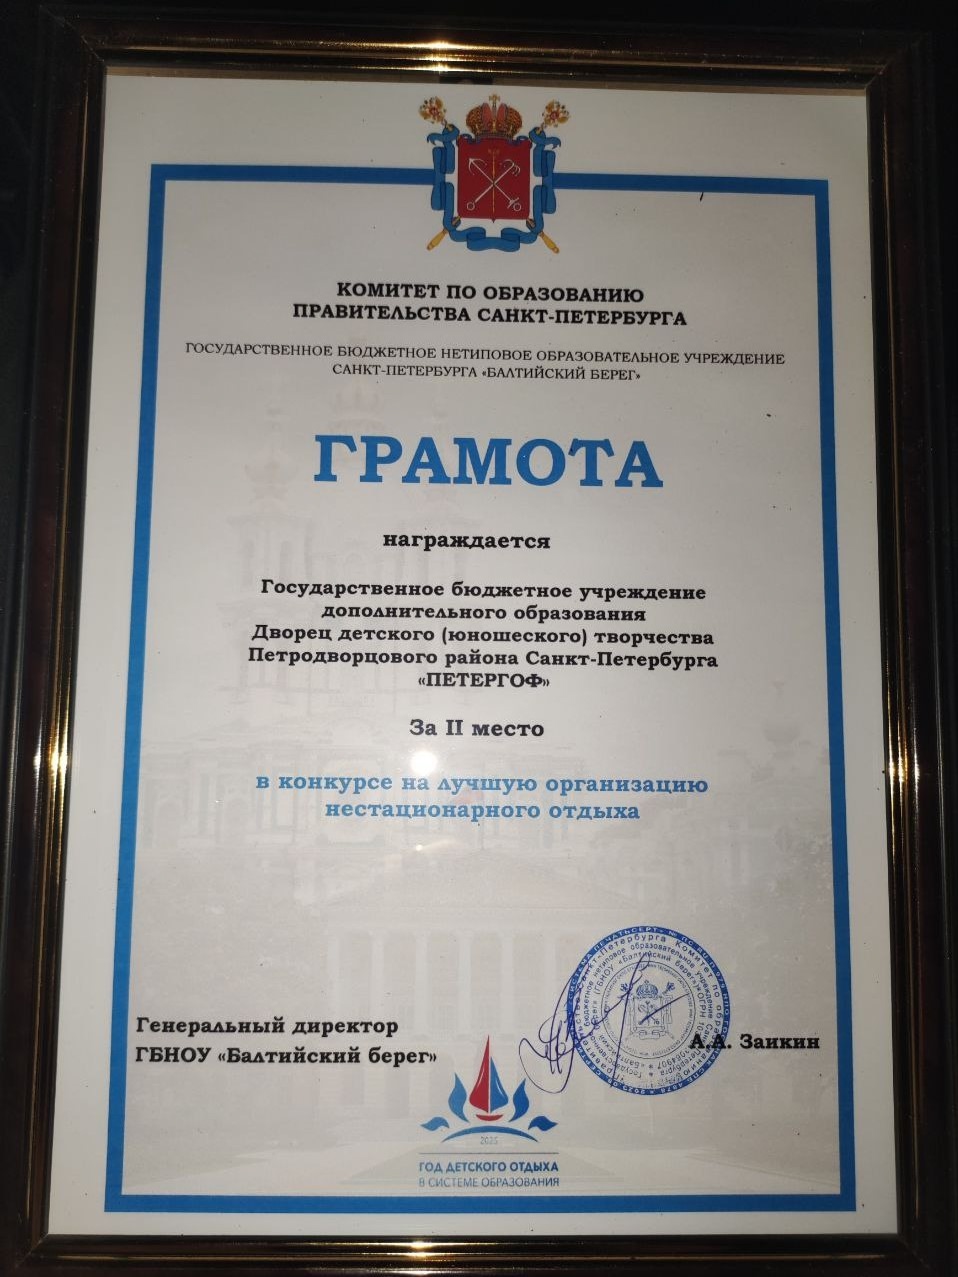 КОМИТЕТ ПО ОБРАЗОВАНИЮ
ПРАВИТЕЛЬСТВА САНКТ-ПЕТЕРБУРГА
ГОСУДАРСТВЕННОЕ БЮДЖЕТНОЕ НЕТИПОВОЕ ОБРАЗОВАТЕЛЬНОЕ УЧРЕЖДЕНИЕ
САНКТ-ПЕТЕРБУРГА «БАЛТИЙСКИЙ БЕРЕГ»
ГРАМОТА
награждается
Государственное бюджетное учреждение
дополнительного образования
Дворец детского (юношеского) творчества
Петродворцового района Санкт-Петербурга
«ПЕТЕРГОФ»
За II место
в конкурсе на лучшую организацию
нестационарного отдыха
Генеральный директор
ГБНОУ «Балтийский берег»
А.А. Заикин
2025
ГОД ДЕТСКОГО ОТДЫХА
В СИСТЕМЕ ОБРАЗОВАНИЯ